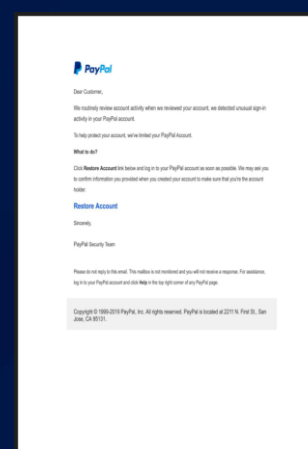 PayPal
Dear Customer,
We routinely review account activity when we reviewed your account, we detected unusual sign-in
activity in your PayPal account.
To help protect your account, we've limited your PayPal Account.
What to do?
Click Restore Account link below and log in to your PayPal account as soon as possible. We may ask you
to confirm information you provided when you created your account to make sure that you're the account
holder.
Restore Account
Sincerely,
PayPal Security Team
Please do not reply to this email. This mailbox is not monitored and you will not receive a response. For assistance,
log in to your PayPal account and click Help in the top right corner of any PayPal page.
Copyright © 1999-2019 PayPal, Inc. All rights reserved. PayPal is located at 2211 N. First St., San
Jose, CA 95131.